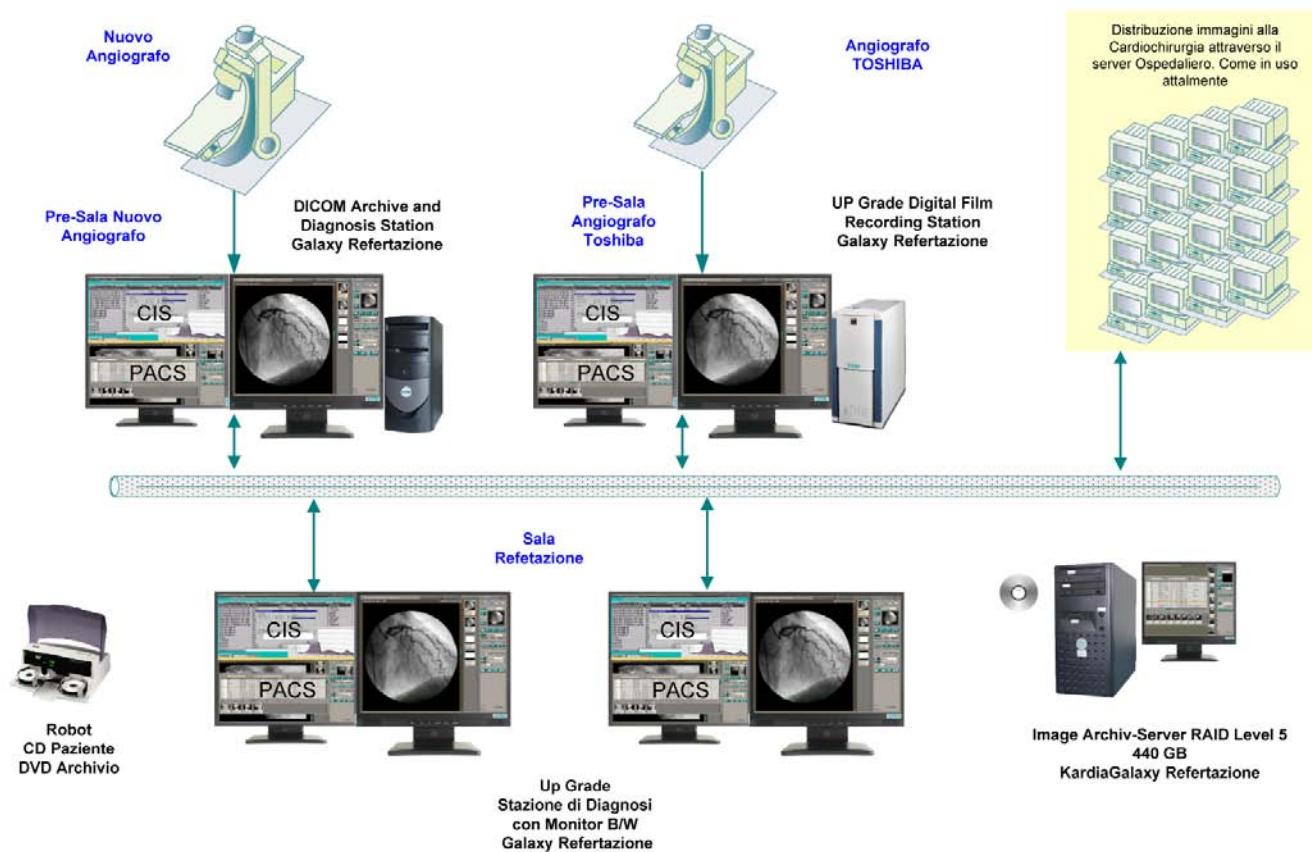 Nuovo
Angiografo
Angiografo
TOSHIBA
Distribuzione immagini alla
Cardiochirurgia attraverso il
server Ospedaliero. Come in uso
attalmente
Pre-Sala Nuovo
Angiografo
DICOM Archive and
Diagnosis Station
Galaxy Refertazione
Pre-Sala
Angiografo
Toshiba
UP Grade Digital Film
Recording Station
Galaxy Refertazione
CIS
PACS
CIS
PACS
Sala
Refetazione
CIS
PACS
CIS
PACS
Robot
CD Paziente
DVD Archivio
Image Archiv-Server RAID Level 5
440 GB
KardiaGalaxy Refertazione
Up Grade
Stazione di Diagnosi
con Monitor B/W
Galaxy Refertazione